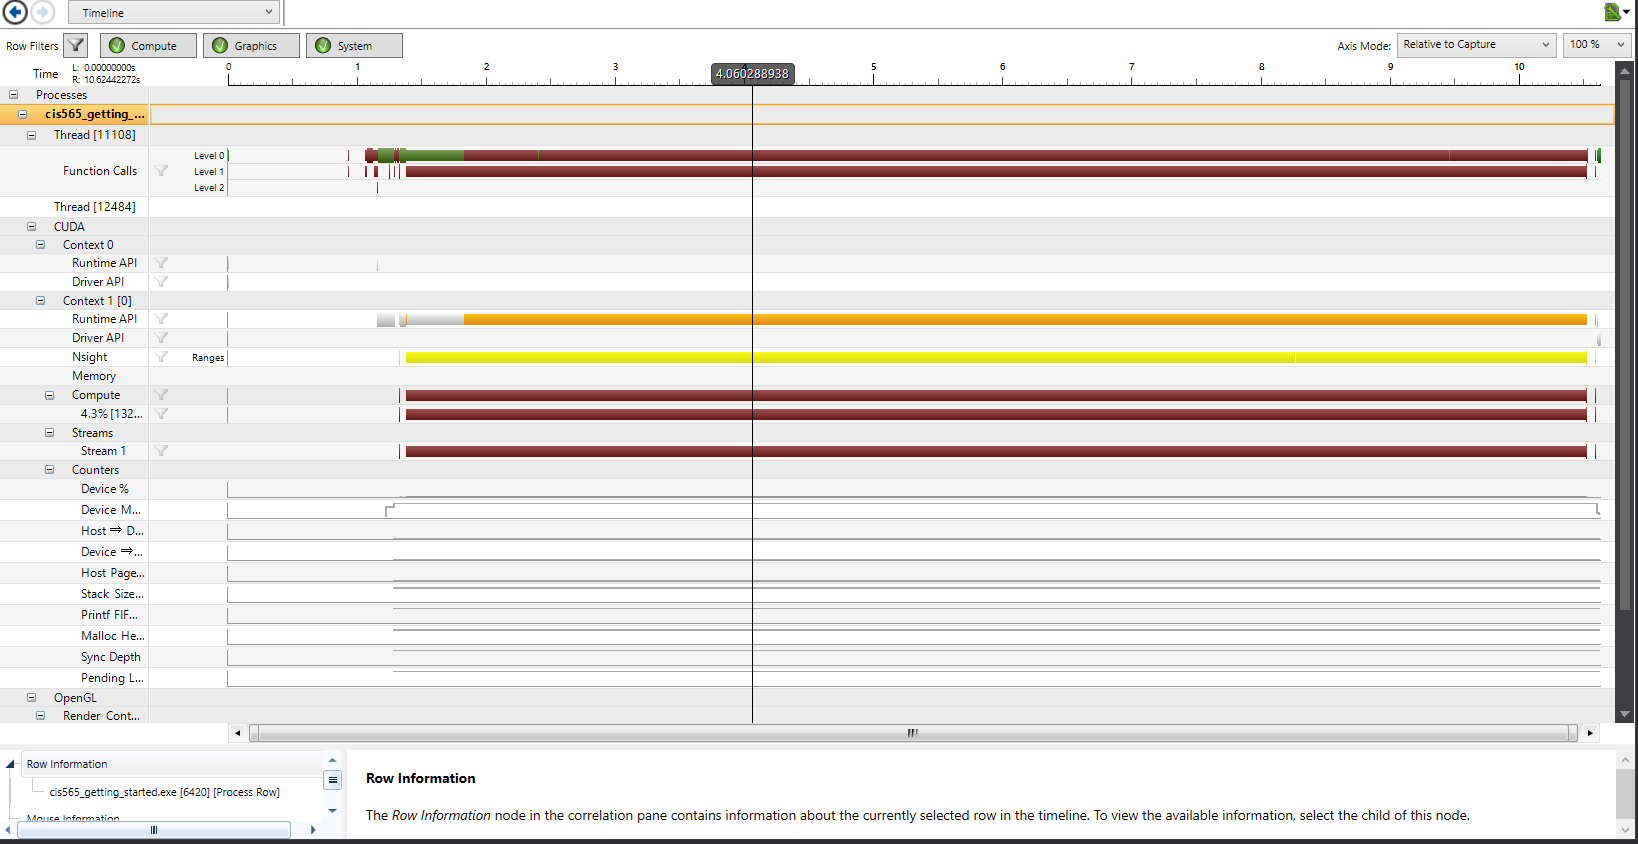 Timeline
Row Filters Compute Graphics System Axis Mode: Relative to Capture 100 %
Time L: 0.00000000s
R: 10.62442272s
0 1 2 3 4.060288938 5 6 7 8 9 10
Processes
cis565_getting_...
Thread [11108]
Function Calls Level 0
Level 1
Level 2
Thread [12484]
CUDA
Context 0
Runtime API
Driver API
Context 1 [0]
Runtime API
Driver API
Nsight Ranges
Memory
Compute
4.3% [132...
Streams
Stream 1
Counters
Device %
Device M...
Host ⇒ D...
Device ⇒...
Host Page...
Stack Size...
Printf FIF...
Malloc He...
Sync Depth
Pending L...
OpenGL
Render Cont...
Row Information
cis565_getting_started.exe [6420] [Process Row]
Mouse Information
Row Information
The Row Information node in the correlation pane contains information about the currently selected row in the timeline. To view the available information, select the child of this node.